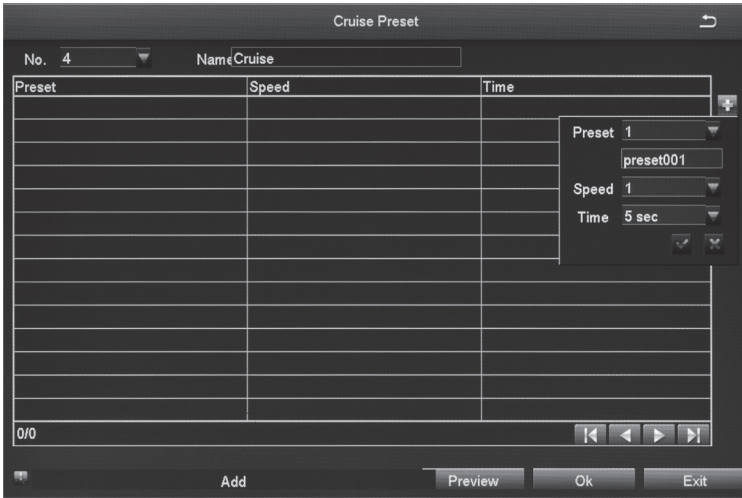 Cruise Preset
No. 4 Name Cruise
Preset Speed Time
Preset 1
preset001
Speed 1
Time 5 sec
0/0
Add Preview Ok Exit